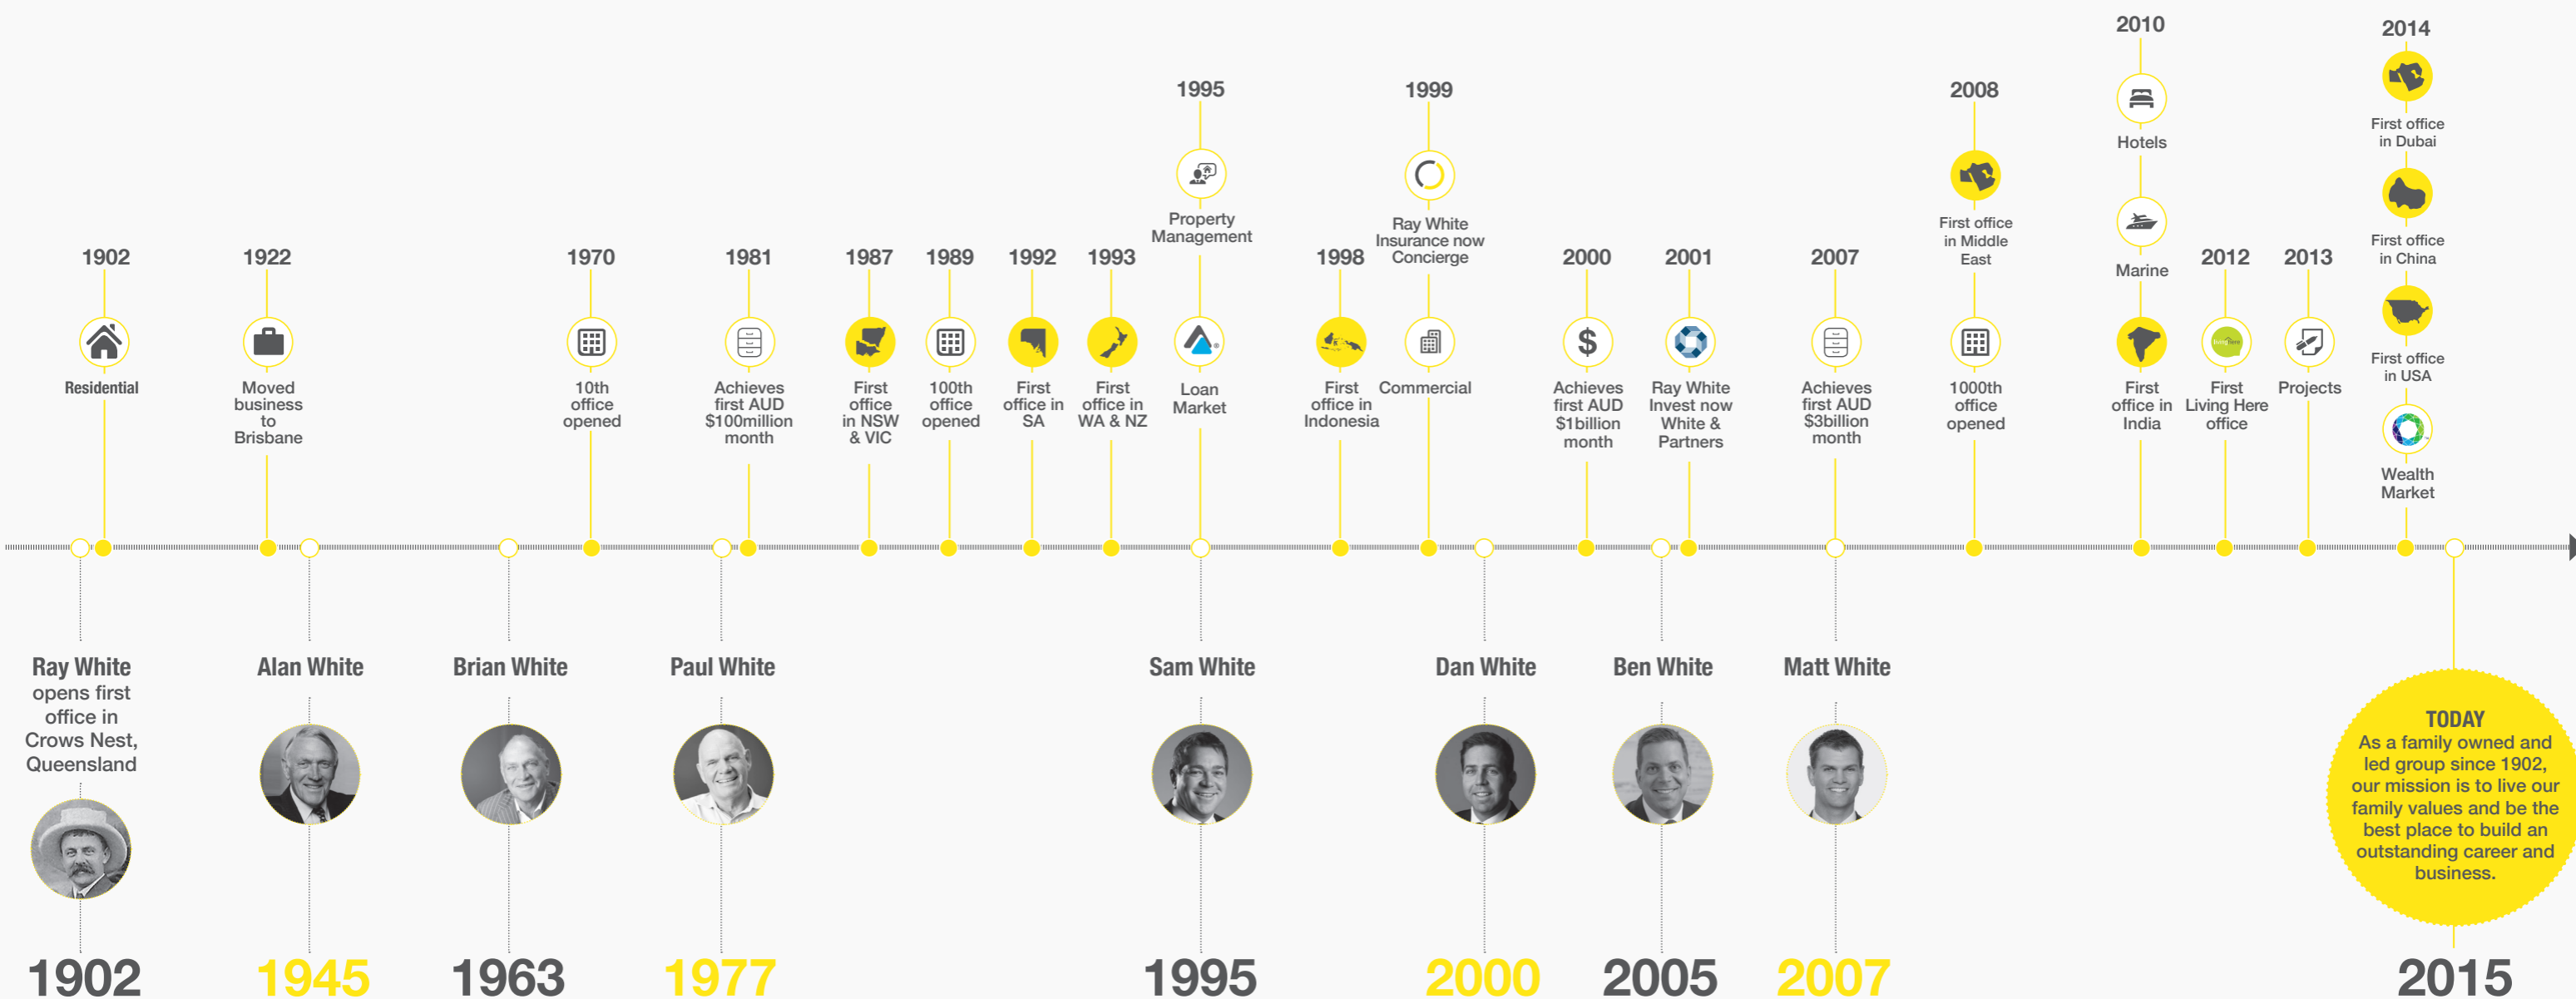 1902
Residential
1922
Moved
business
to
Brisbane
1970
10th
office
opened
1981
Achieves
first AUD
$100million
month
1987
First
office
in NSW
& VIC
1989
100th
office
opened
1992
First
office in
SA
1993
First
office in
WA & NZ
1995
Property
Management
Loan
Market
1998
First
office in
Indonesia
1999
Ray White
Insurance now
Concierge
Commercial
2000
$
Achieves
first AUD
$1billion
month
2001
Ray White
Invest now
White &
Partners
2007
Achieves
first AUD
$3billion
month
2008
First office
in Middle
East
1000th
office
opened
2010
Hotels
Marine
First
office in
India
2012
First
Living Here
office
2013
Projects
2014
First office
in Dubai
First office
in China
First office
in USA
Wealth
Market
Ray White
opens first
office in
Crows Nest,
Queensland
1902
Alan White
1945
Brian White
1963
Paul White
1977
Sam White
1995
Dan White
2000
Ben White
2005
Matt White
2007
TODAY
As a family owned and
led group since 1902,
our mission is to live our
family values and be the
best place to build an
outstanding career and
business.
2015